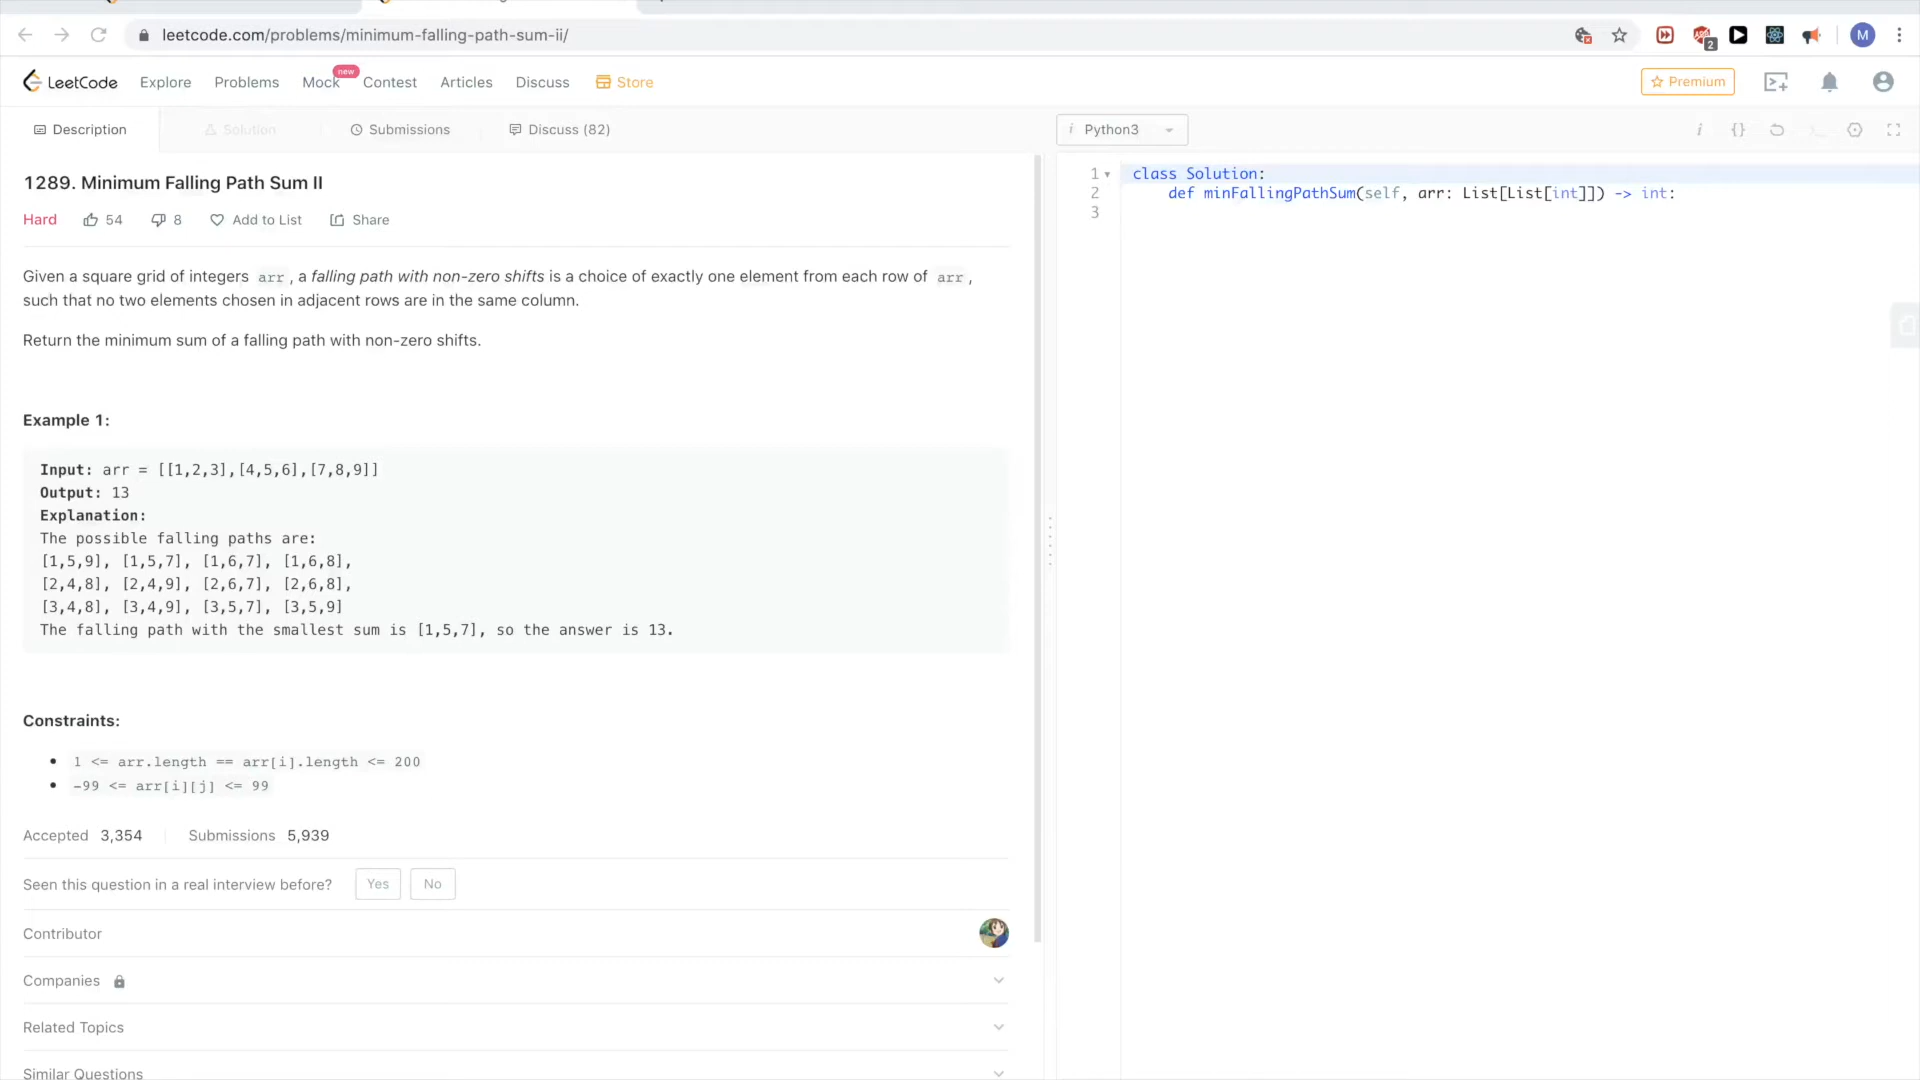 leetcode.com/problems/minimum-falling-path-sum-ii/
2
M
LeetCode Explore Problems Mock new Contest Articles Discuss Store
Premium
Description Solution Submissions Discuss (82)
i Python3
i {}
1289. Minimum Falling Path Sum II
Hard 54 8 Add to List Share
Given a square grid of integers arr, a falling path with non-zero shifts is a choice of exactly one element from each row of arr,
such that no two elements chosen in adjacent rows are in the same column.
Return the minimum sum of a falling path with non-zero shifts.
Example 1:
Input: arr = [[1,2,3],[4,5,6],[7,8,9]]
Output: 13
Explanation:
The possible falling paths are:
[1,5,9], [1,5,7], [1,6,7], [1,6,8],
[2,4,8], [2,4,9], [2,6,7], [2,6,8],
[3,4,8], [3,4,9], [3,5,7], [3,5,9]
The falling path with the smallest sum is [1,5,7], so the answer is 13.
Constraints:
• 1 <= arr.length == arr[i].length <= 200
• -99 <= arr[i][j] <= 99
Accepted 3,354 Submissions 5,939
Seen this question in a real interview before? Yes No
Contributor
Companies
Related Topics
Similar Questions
1 class Solution:
2 def minFallingPathSum(self, arr: List[List[int]]) -> int:
3